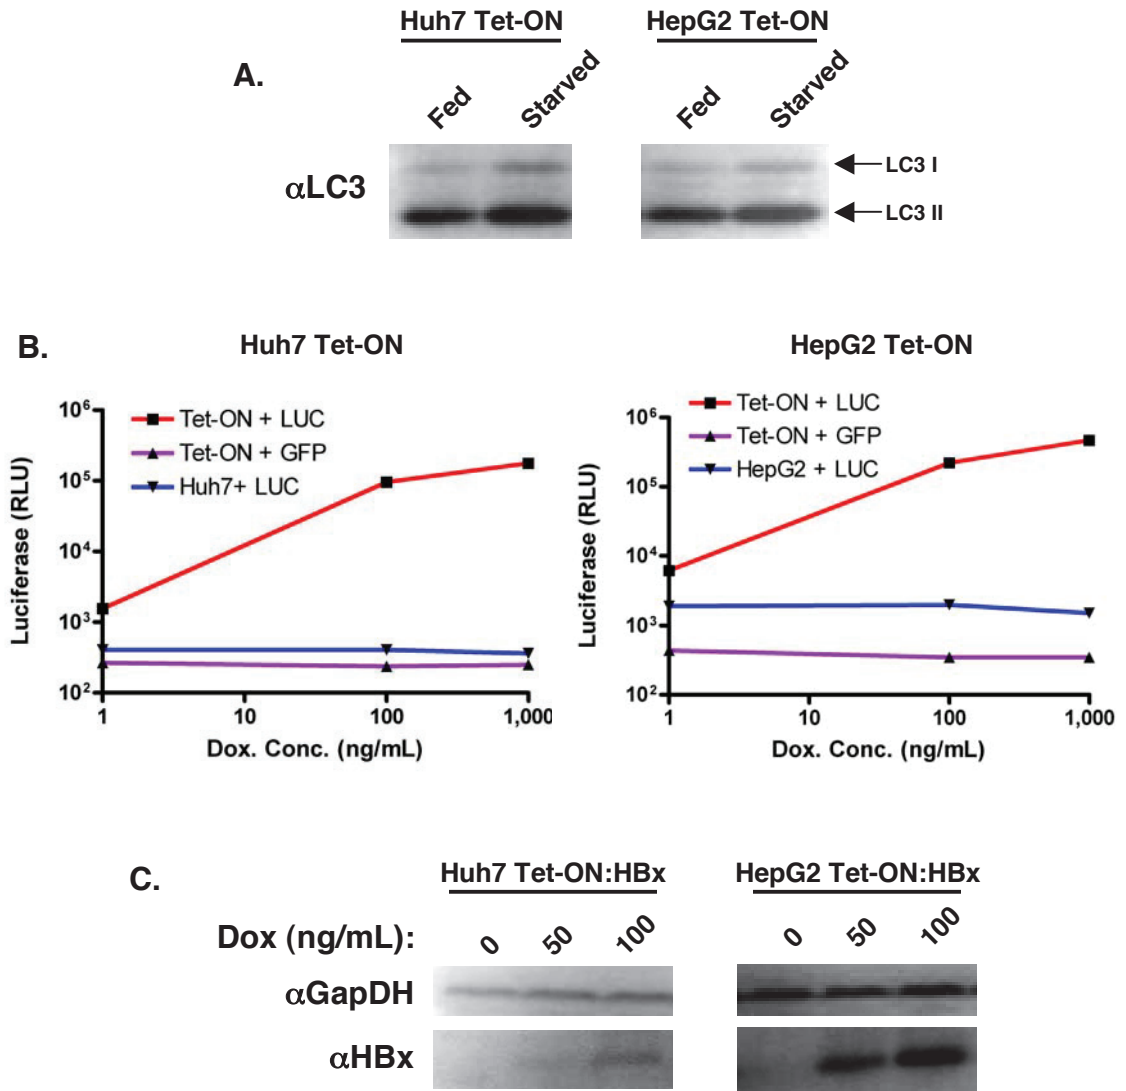 Huh7 Tet-ON
HepG2 Tet-ON
A.
Fed
Starved
Fed
Starved
αLC3
LC3 I
LC3 II
B.
Huh7 Tet-ON
Luciferase (RLU)
10⁶
10⁵
10⁴
10³
10²
Tet-ON + LUC
Tet-ON + GFP
Huh7+ LUC
1
10
100
1,000
Dox. Conc. (ng/mL)
HepG2 Tet-ON
Luciferase (RLU)
10⁶
10⁵
10⁴
10³
10²
Tet-ON + LUC
Tet-ON + GFP
HepG2 + LUC
1
10
100
1,000
Dox. Conc. (ng/mL)
C.
Huh7 Tet-ON:HBx
HepG2 Tet-ON:HBx
Dox (ng/mL):
0
50
100
0
50
100
αGapDH
αHBx